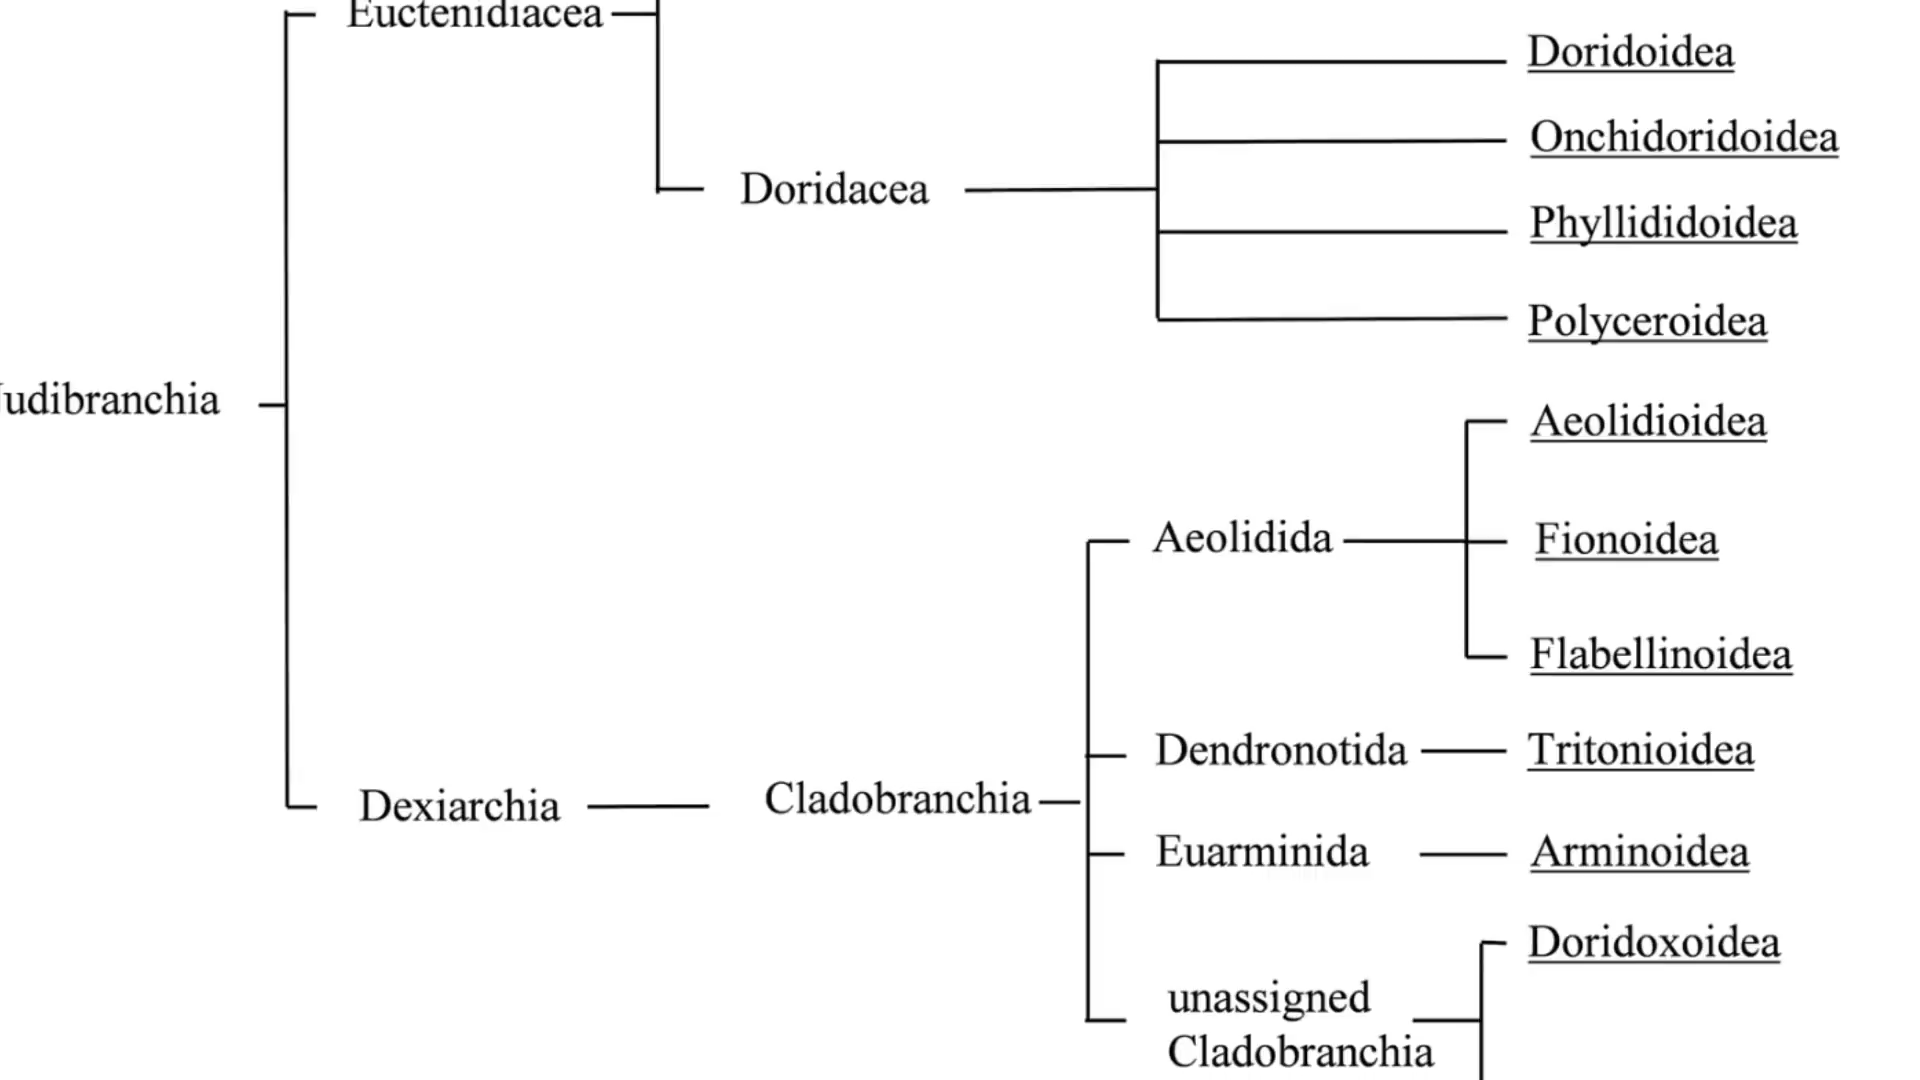 Euctenidiacea
Doridoidea
Onchidoridoidea
Doridacea
Phyllididoidea
Polyceroidea
udibranchia
Aeolidioidea
Aeolidida
Fionoidea
Flabellinoidea
Dendronotida
Tritonioidea
Dexiarchia
Cladobranchia
Euarminida
Arminoidea
Doridoxoidea
unassigned
Cladobranchia